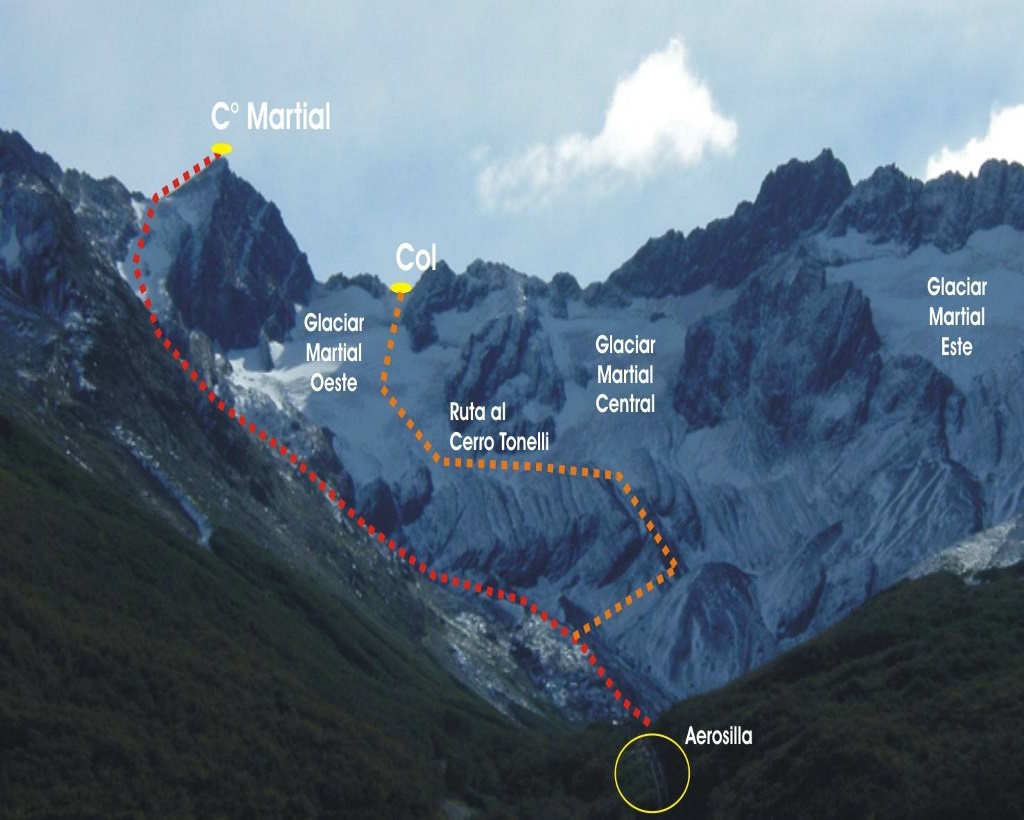 C° Martial
Col
Glaciar
Martial
Oeste
Glaciar
Martial
Central
Glaciar
Martial
Este
Ruta al
Cerro Tonelli
Aerosilla